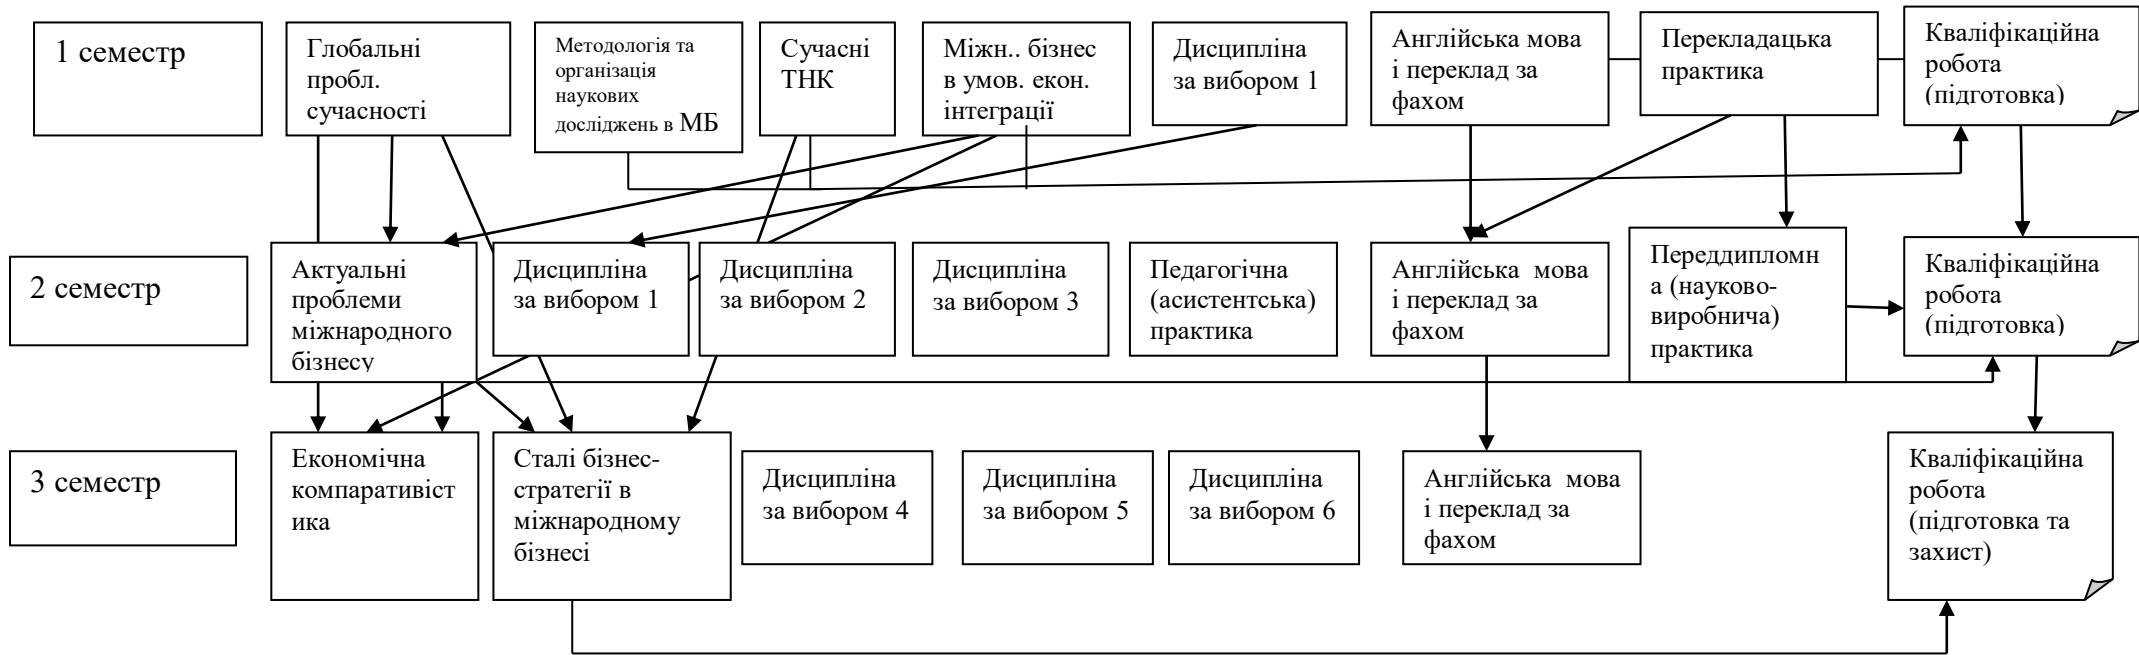 1 семестр
Глобальні
пробл.
сучасності
Методологія та
організація
наукових
досліджень в МБ
Сучасні
ТНК
Міжн.. бізнес
в умов. екон.
інтеграції
Дисципліна
за вибором 1
Англійська мова
і переклад за
фахом
Перекладацька
практика
Кваліфікаційна
робота
(підготовка)
2 семестр
Актуальні
проблеми
міжнародного
бізнесу
Дисципліна
за вибором 1
Дисципліна
за вибором 2
Дисципліна
за вибором 3
Педагогічна
(асистентська)
практика
Англійська мова
і переклад за
фахом
Переддипломн
а (науково-
виробнича)
практика
Кваліфікаційна
робота
(підготовка)
3 семестр
Економічна
компаративіст
ика
Сталі бізнес-
стратегії в
міжнародному
бізнесі
Дисципліна
за вибором 4
Дисципліна
за вибором 5
Дисципліна
за вибором 6
Англійська мова
і переклад за
фахом
Кваліфікаційна
робота
(підготовка та
захист)